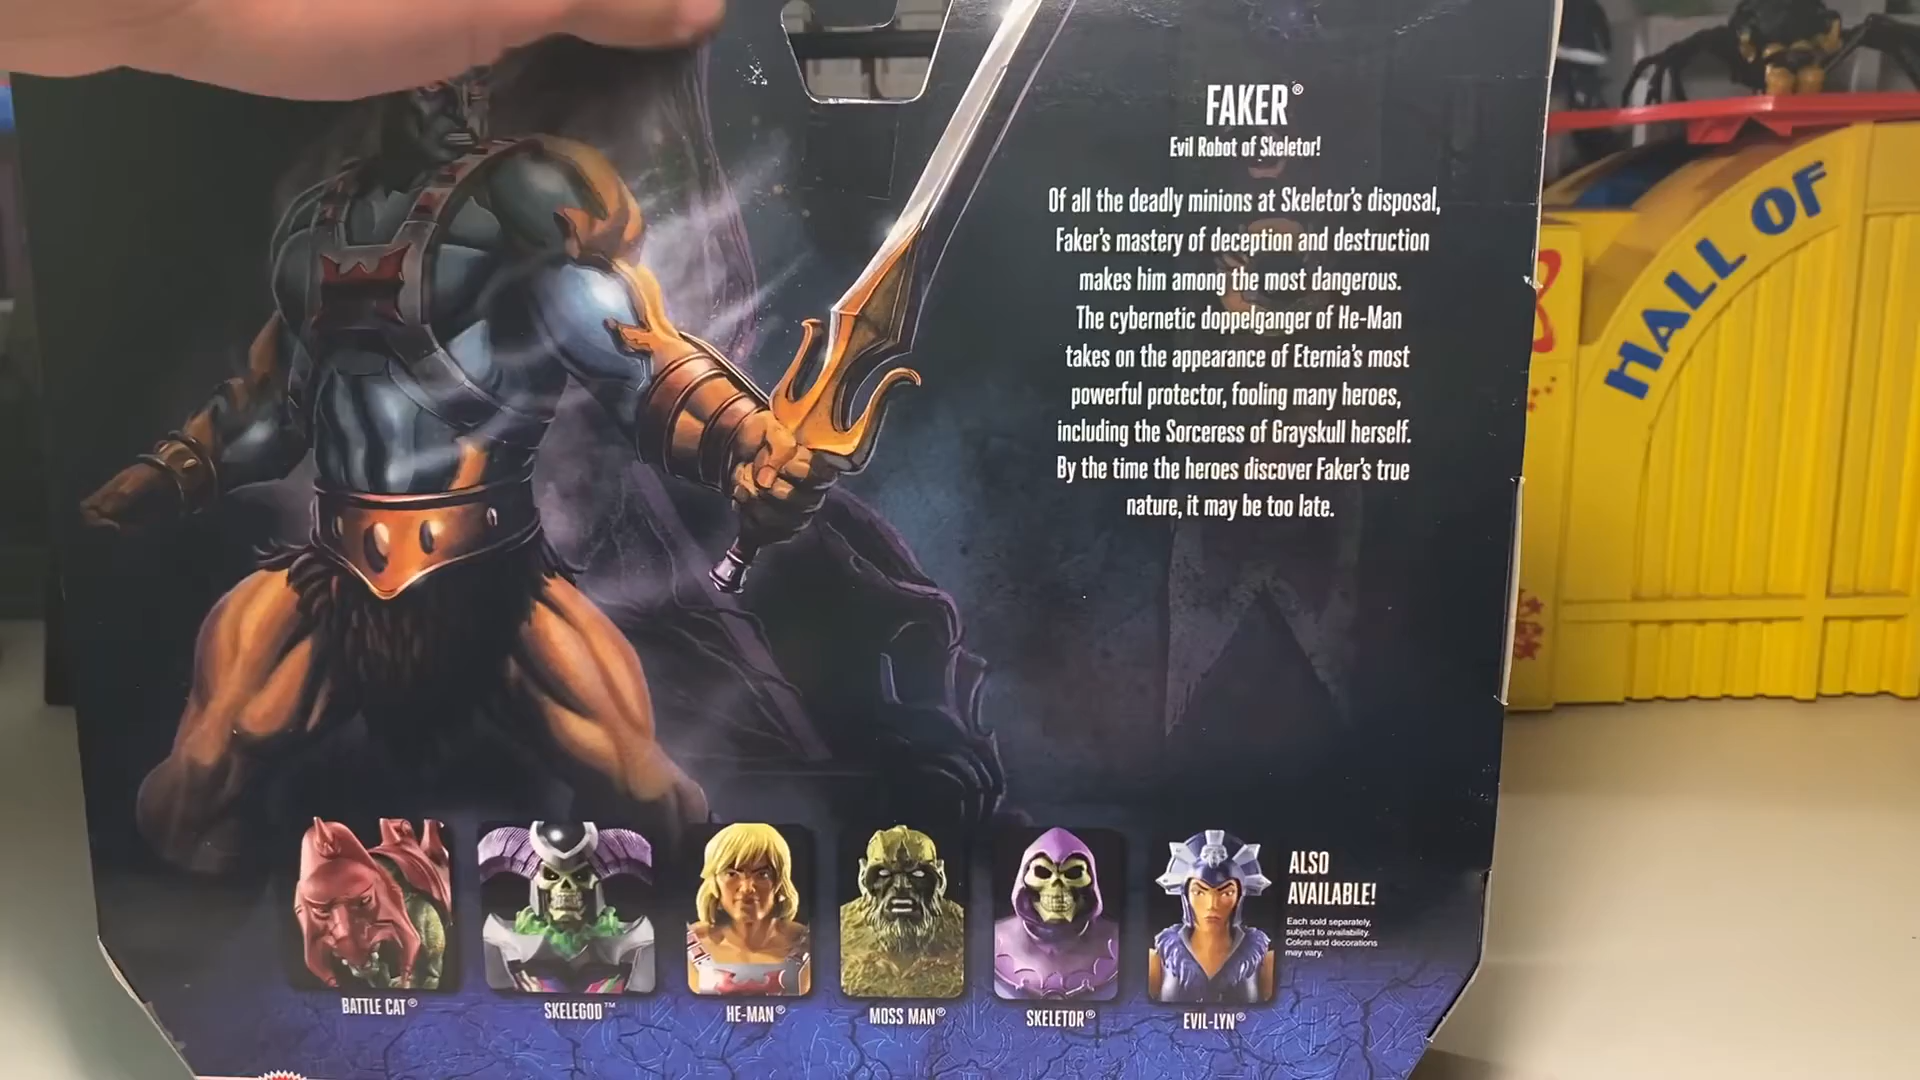 FAKER®
Evil Robot of Skeletor!
Of all the deadly minions at Skeletor's disposal,
Faker's mastery of deception and destruction
makes him among the most dangerous.
The cybernetic doppelganger of He-Man
takes on the appearance of Eternia's most
powerful protector, fooling many heroes,
including the Sorceress of Grayskull herself.
By the time the heroes discover Faker's true
nature, it may be too late.
HALL OF
ALSO
AVAILABLE!
Each sold separately,
subject to availability.
Colors and decorations
may vary.
BATTLE CAT®
SKELEGOD™
HE-MAN®
MOSS MAN®
SKELETOR®
EVIL-LYN®